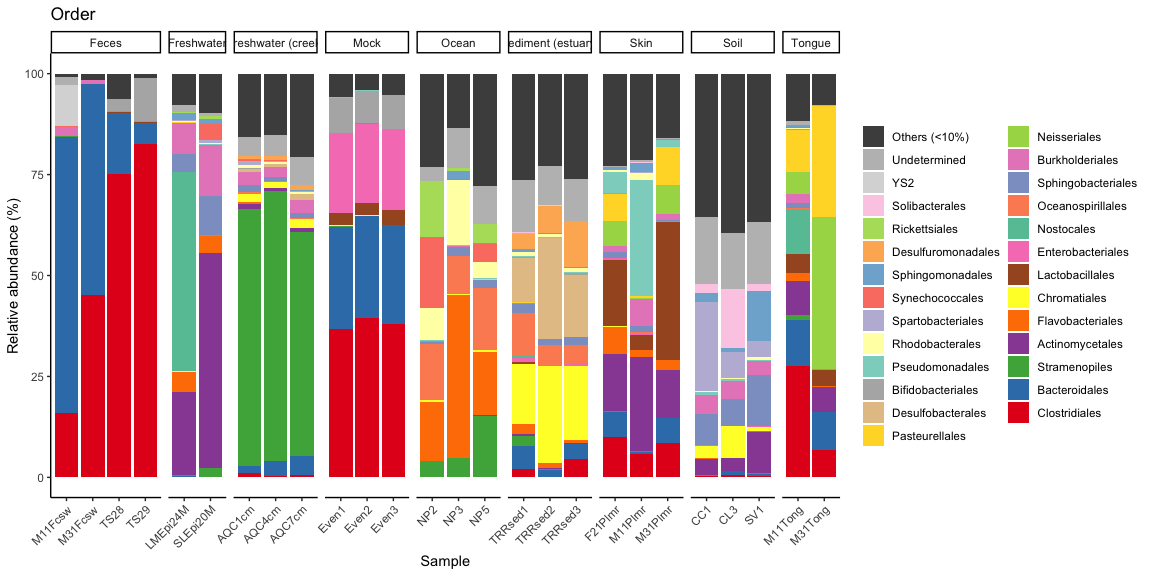 Order
Feces
Freshwater
reshwater (cree
Mock
Ocean
ediment (estuar
Skin
Soil
Tongue
Relative abundance (%)
100
75
50
25
0
M11Fcsw
M31Fcsw
TS28
TS29
LMEpi24M
SLEpi20M
AQC1cm
AQC4cm
AQC7cm
Even1
Even2
Even3
NP2
NP3
NP5
TRRsed1
TRRsed2
TRRsed3
F21Plmr
M11Plmr
M31Plmr
CC1
CL3
SV1
M11Tong
M31Tong
Sample
Others (<10%)
Undetermined
YS2
Solibacterales
Rickettsiales
Desulfuromonadales
Sphingomonadales
Synechococcales
Spartobacteriales
Rhodobacterales
Pseudomonadales
Bifidobacteriales
Desulfobacterales
Pasteurellales
Neisseriales
Burkholderiales
Sphingobacteriales
Oceanospirillales
Nostocales
Enterobacteriales
Lactobacillales
Chromatiales
Flavobacteriales
Actinomycetales
Stramenopiles
Bacteroidales
Clostridiales